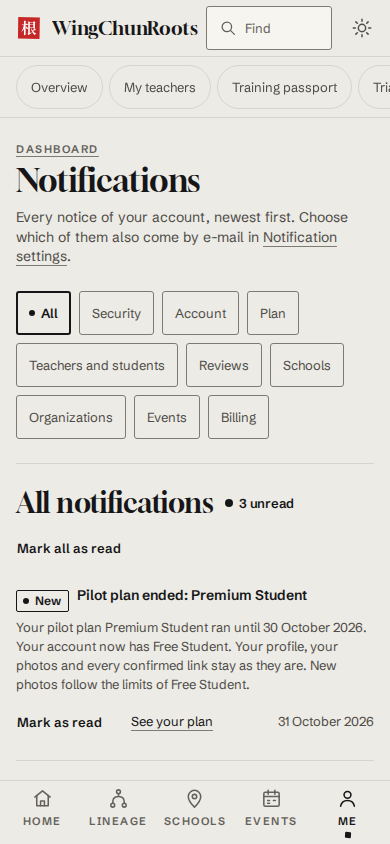 根 WingChunRoots Find
Overview My teachers Training passport Tria
DASHBOARD
Notifications
Every notice of your account, newest first. Choose
which of them also come by e-mail in Notification
settings.
All Security Account Plan
Teachers and students Reviews Schools
Organizations Events Billing
All notifications 3 unread
Mark all as read
New Pilot plan ended: Premium Student
Your pilot plan Premium Student ran until 30 October 2026.
Your account now has Free Student. Your profile, your
photos and every confirmed link stay as they are. New
photos follow the limits of Free Student.
Mark as read See your plan 31 October 2026
HOME LINEAGE SCHOOLS EVENTS ME